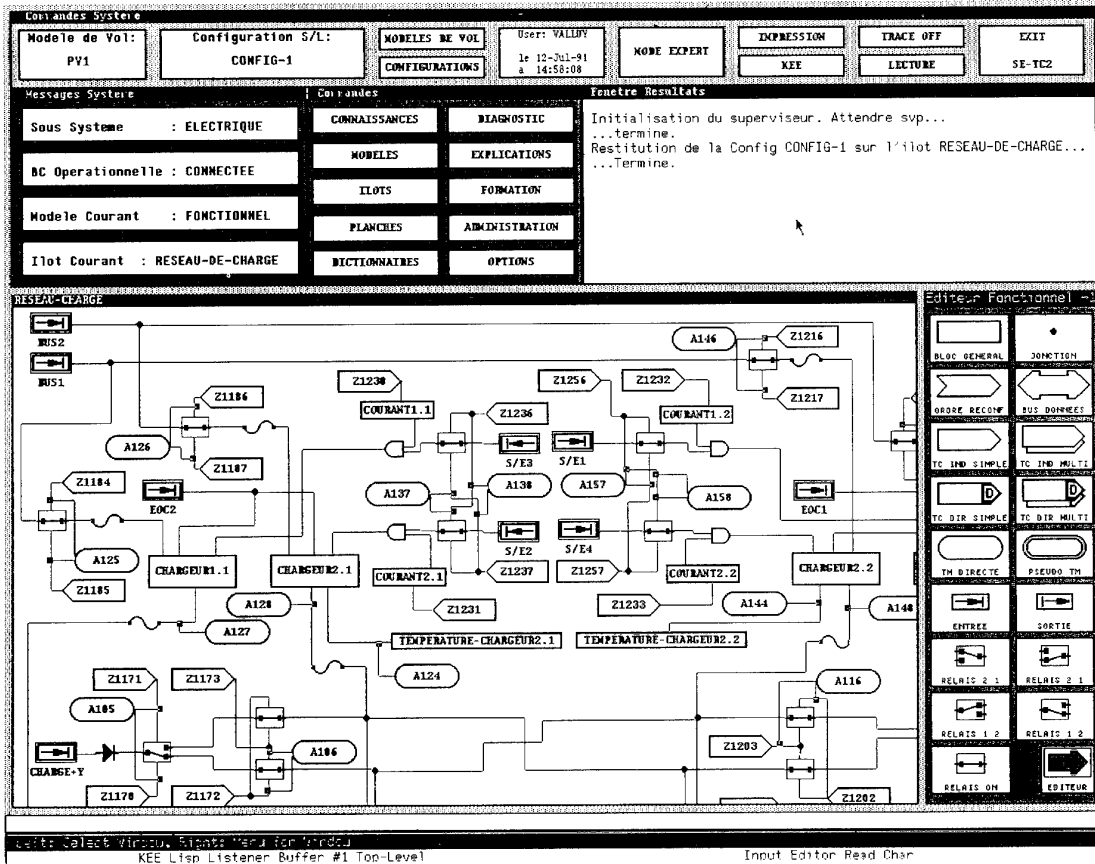 Commandes Systeme
Modele de Vol:
PV1
Configuration S/L:
CONFIG-1
MODELES DE VOL
CONFIGURATIONS
User: VALLUY
le 12-Jul-91
a 14:58:08
MODE EXPERT
IMPRESSION
KEE
TRACE OFF
LECTURE
EXIT
SE-TC2
Messages Systeme
Sous Systeme : ELECTRIQUE
BC Operationnelle : CONNECTEE
Modele Courant : FONCTIONNEL
Ilot Courant : RESEAU-DE-CHARGE
Commandes
CONNAISSANCES
DIAGNOSTIC
MODELES
EXPLICATIONS
ILOTS
FORMATION
PLANCHES
ADMINISTRATION
DICTIONNAIRES
OPTIONS
Fenetre Resultats
Initialisation du superviseur. Attendre svp...
...termine.
Restitution de la Config CONFIG-1 sur l'ilot RESEAU-DE-CHARGE...
...Termine.
RESEAU-CHARGE
BUS2
BUS1
A146
Z1216
Z1217
Z1230
Z1256
Z1232
Z1186
COURANT1.1
Z1236
COURANT1.2
A126
Z1187
S/E3
S/E1
Z1184
A137
A138
A157
A158
EOC2
EOC1
A125
CHARGEUR1.1
CHARGEUR2.1
S/E2
S/E4
CHARGEUR2.2
Z1185
COURANT2.1
Z1237
Z1257
COURANT2.2
A128
Z1231
Z1233
A144
A148
A127
TEMPERATURE-CHARGEUR2.1
TEMPERATURE-CHARGEUR2.2
A124
Z1171
Z1173
A116
A105
A106
Z1203
CHARGE+Y
Z1170
Z1172
Z1202
Editeur Fonctionnel -1
BLOC GENERAL
JONCTION
ORDRE RECONF
BUS DONNEES
TC IND SIMPLE
TC IND MULTI
D
D
TC DIR SIMPLE
TC DIR MULTI
TM DIRECTE
PSEUDO TM
ENTREE
SORTIE
RELAIS 2 1
RELAIS 2 1
RELAIS 1 2
RELAIS 1 2
RELAIS ON
EDITEUR
Left: Select Window, Right: Menu for Window
KEE Lisp Listener Buffer #1 Top-Level
Input Editor Read Char